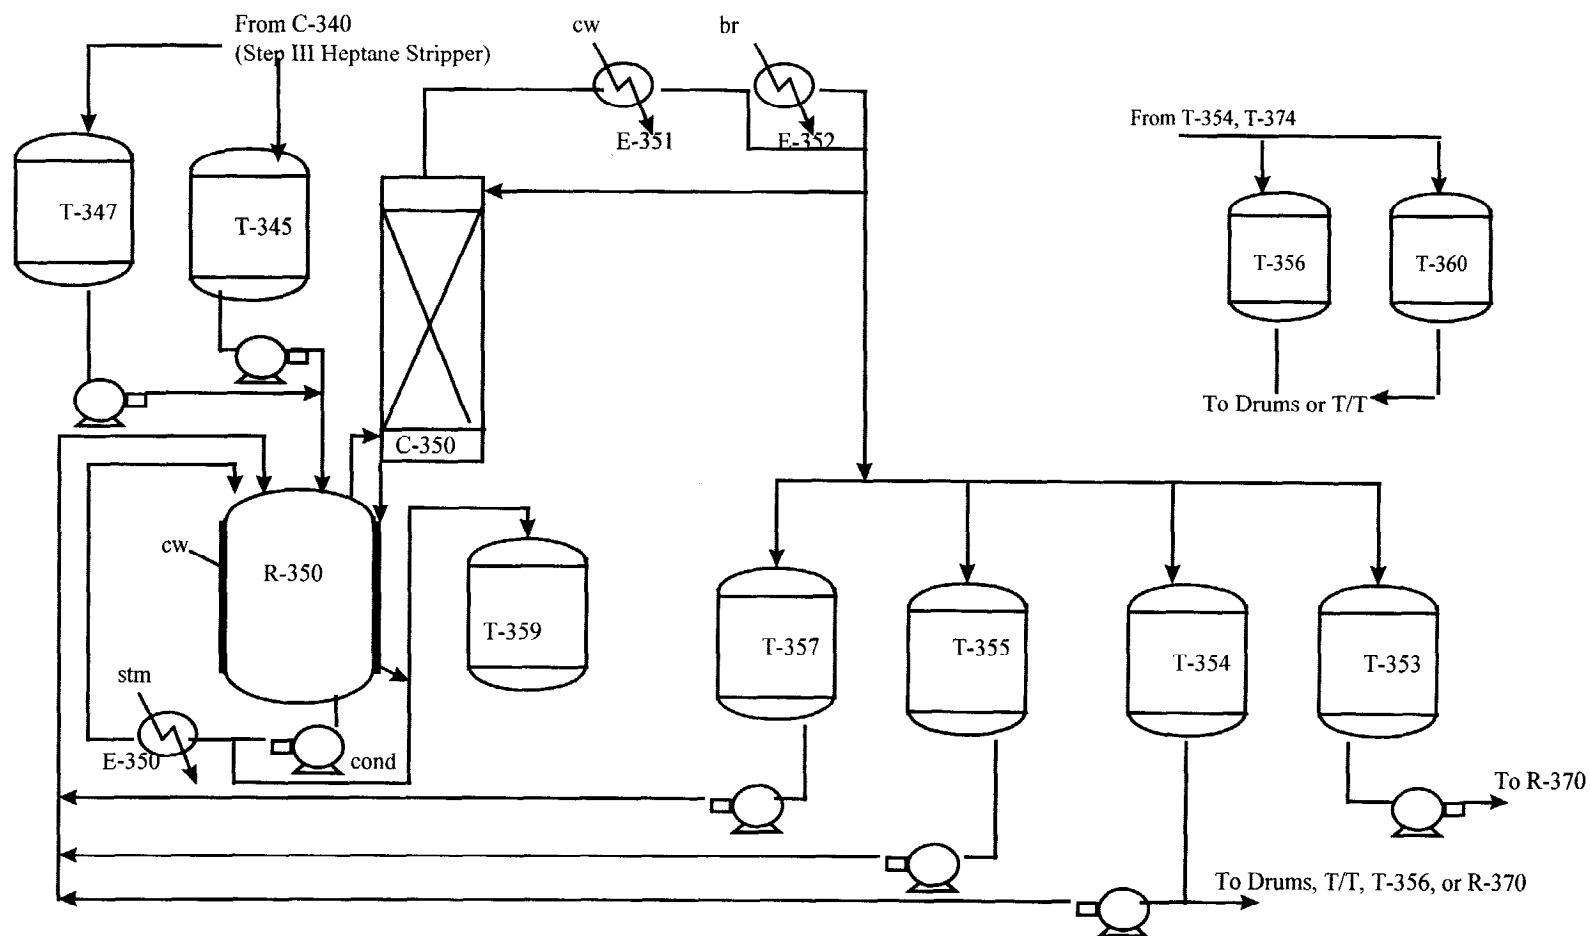 From C-340
(Step III Heptane Stripper)
cw
br
E-351
E-352
From T-354, T-374
T-347
T-345
T-356
T-360
To Drums or T/T
C-350
cw
R-350
T-359
T-357
T-355
T-354
T-353
stm
E-350
cond
To R-370
To Drums, T/T, T-356, or R-370